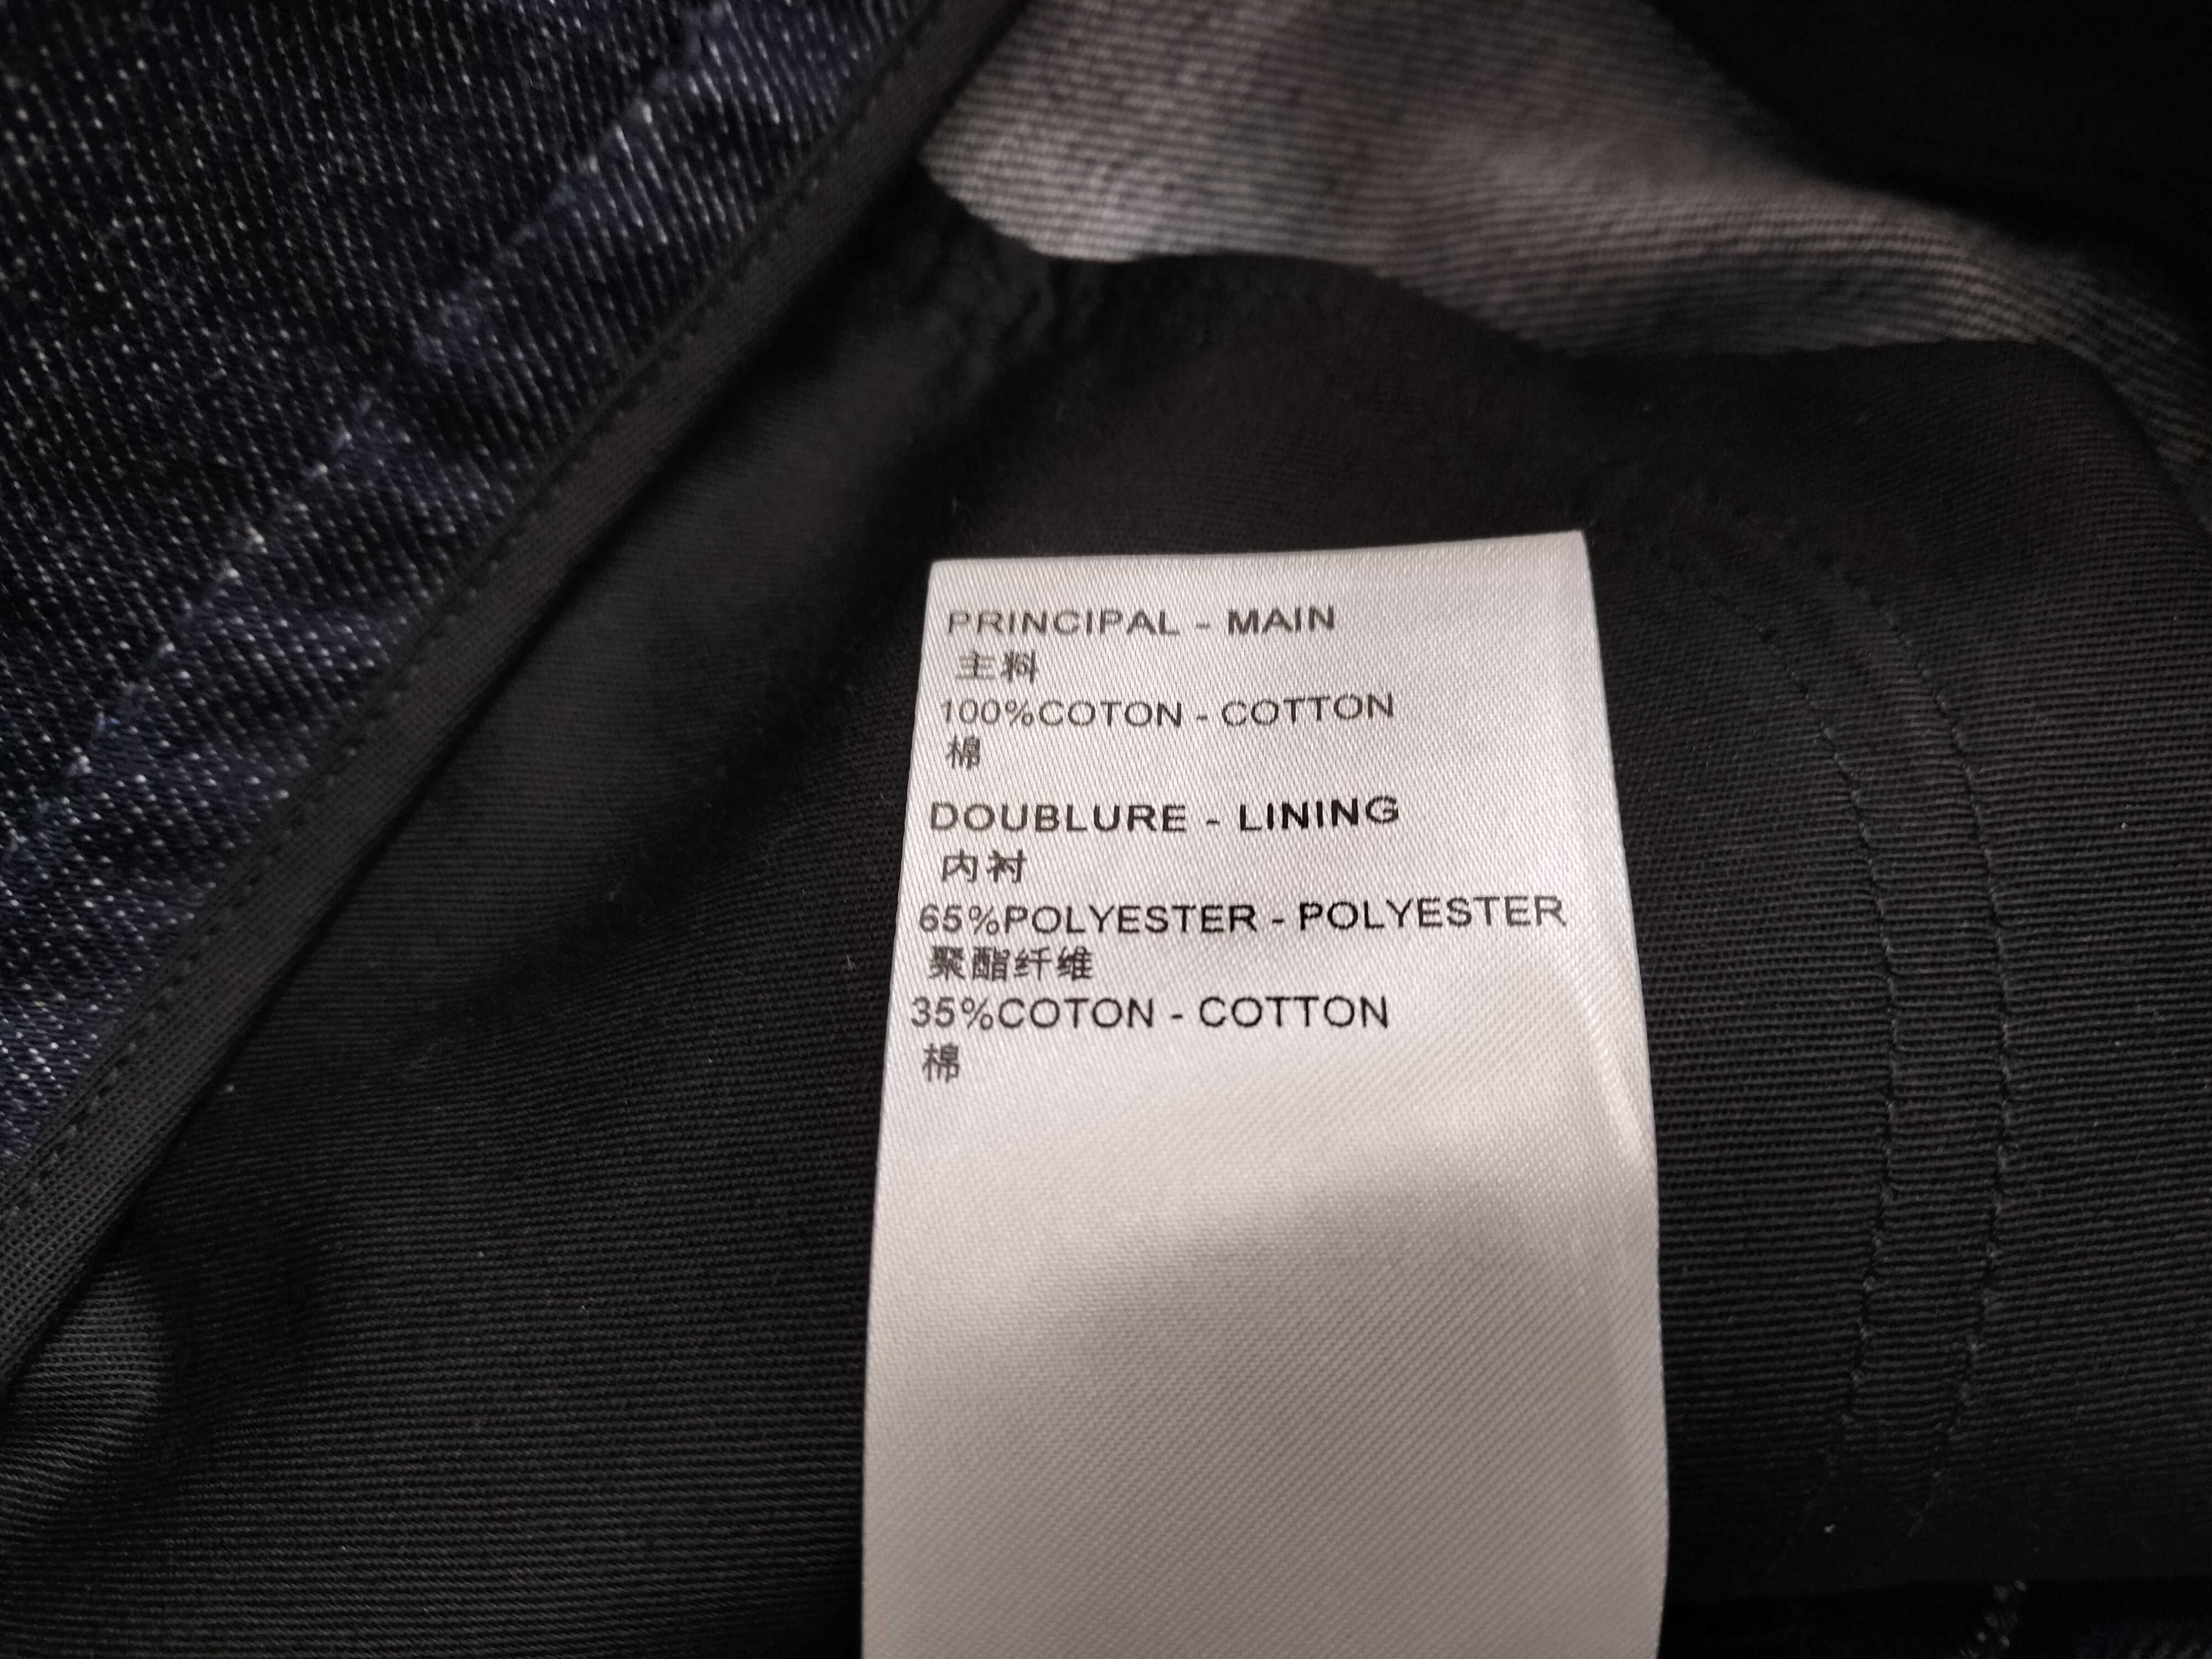 PRINCIPAL - MAIN
主料
100%COTON - COTTON
棉
DOUBLURE - LINING
内衬
65%POLYESTER - POLYESTER
聚酯纤维
35%COTON - COTTON
棉